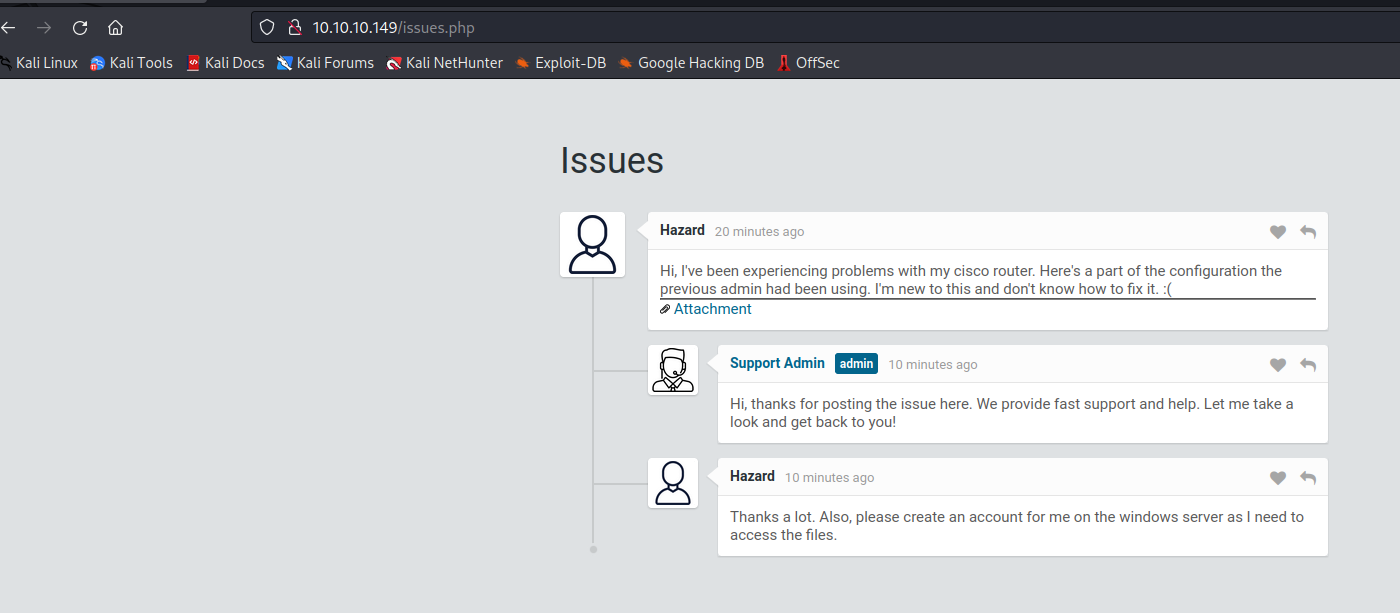 10.10.10.149/issues.php
Kali Linux Kali Tools Kali Docs Kali Forums Kali NetHunter Exploit-DB Google Hacking DB OffSec
Issues
Hazard 20 minutes ago
Hi, I've been experiencing problems with my cisco router. Here's a part of the configuration the
previous admin had been using. I'm new to this and don't know how to fix it. :(
Attachment
Support Admin admin 10 minutes ago
Hi, thanks for posting the issue here. We provide fast support and help. Let me take a
look and get back to you!
Hazard 10 minutes ago
Thanks a lot. Also, please create an account for me on the windows server as I need to
access the files.